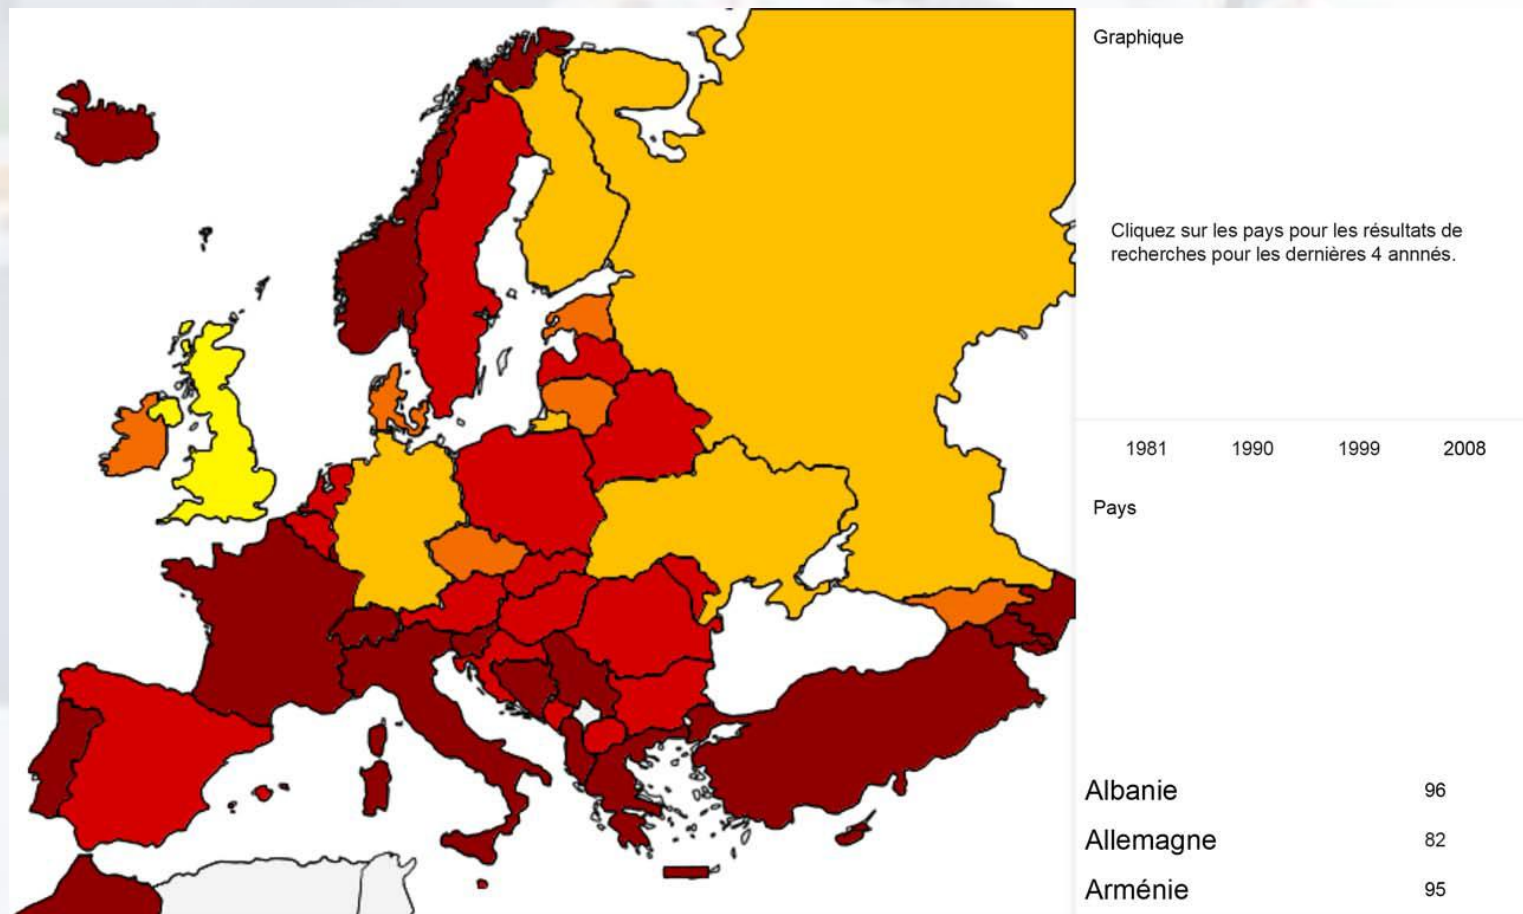 Graphique
Cliquez sur les pays pour les résultats de
recherches pour les dernières 4 annnés.
1981 1990 1999 2008
Pays
Albanie 96
Allemagne 82
Arménie 95